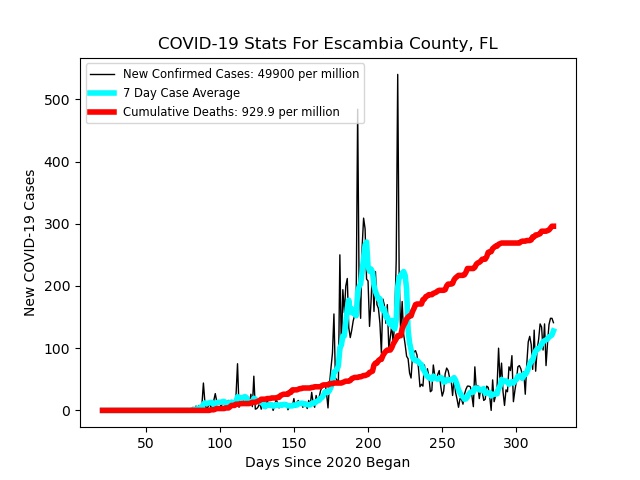 COVID-19 Stats For Escambia County, FL
New Confirmed Cases: 49900 per million
7 Day Case Average
Cumulative Deaths: 929.9 per million
New COVID-19 Cases
500
400
300
200
100
0
50 100 150 200 250 300
Days Since 2020 Began